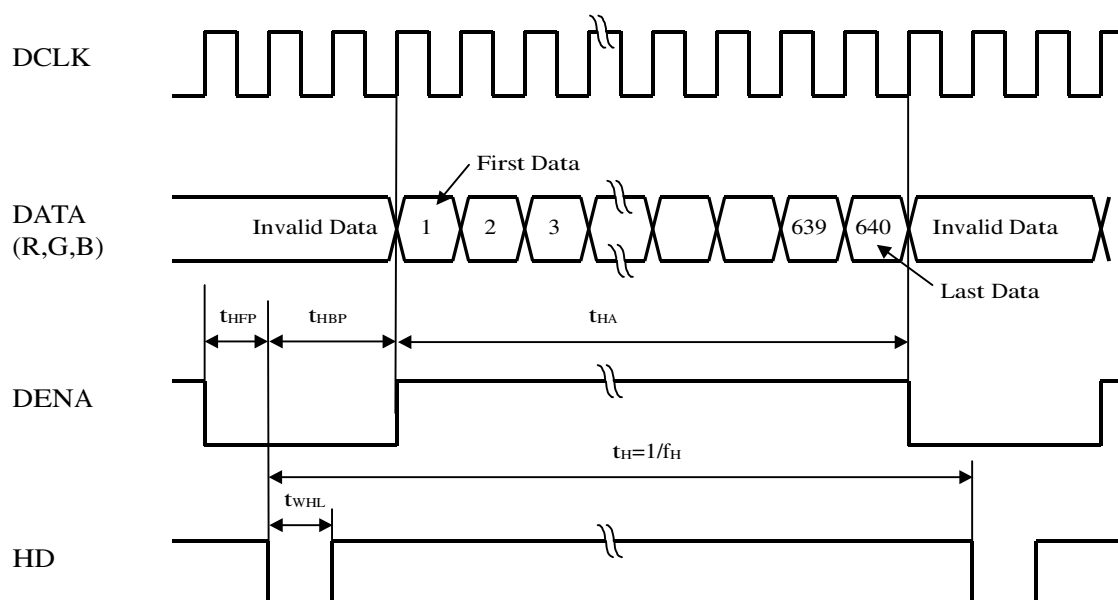 DCLK
First Data
DATA
(R,G,B)
Invalid Data 1 2 3 639 640 Invalid Data
Last Data
tHFP tHBP tHA
DENA
tH=1/fH
tWHL
HD